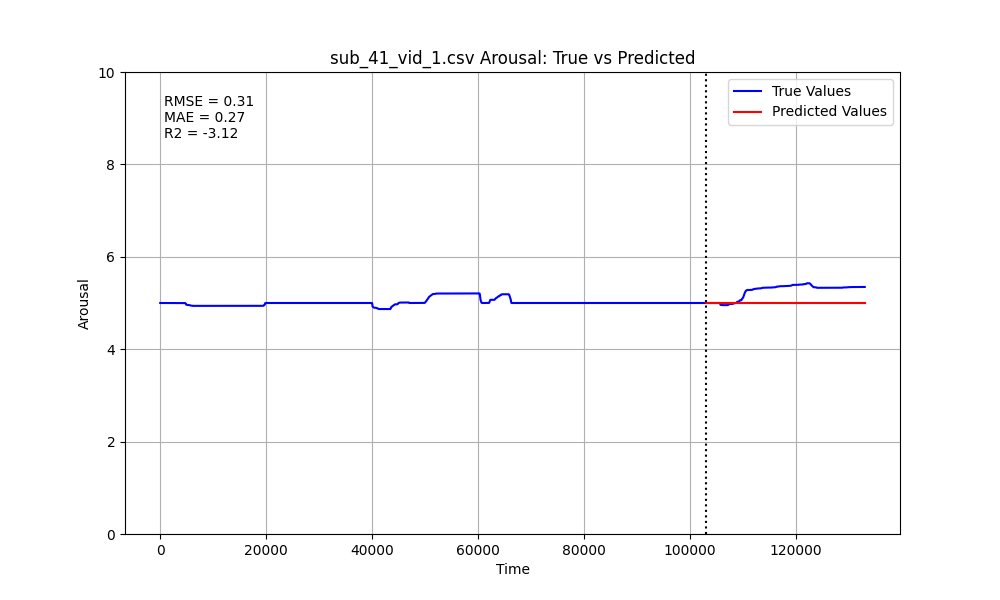 sub_41_vid_1.csv Arousal: True vs Predicted
RMSE = 0.31
MAE = 0.27
R2 = -3.12
True Values
Predicted Values
Arousal
10
8
6
4
2
0
0 20000 40000 60000 80000 100000 120000
Time